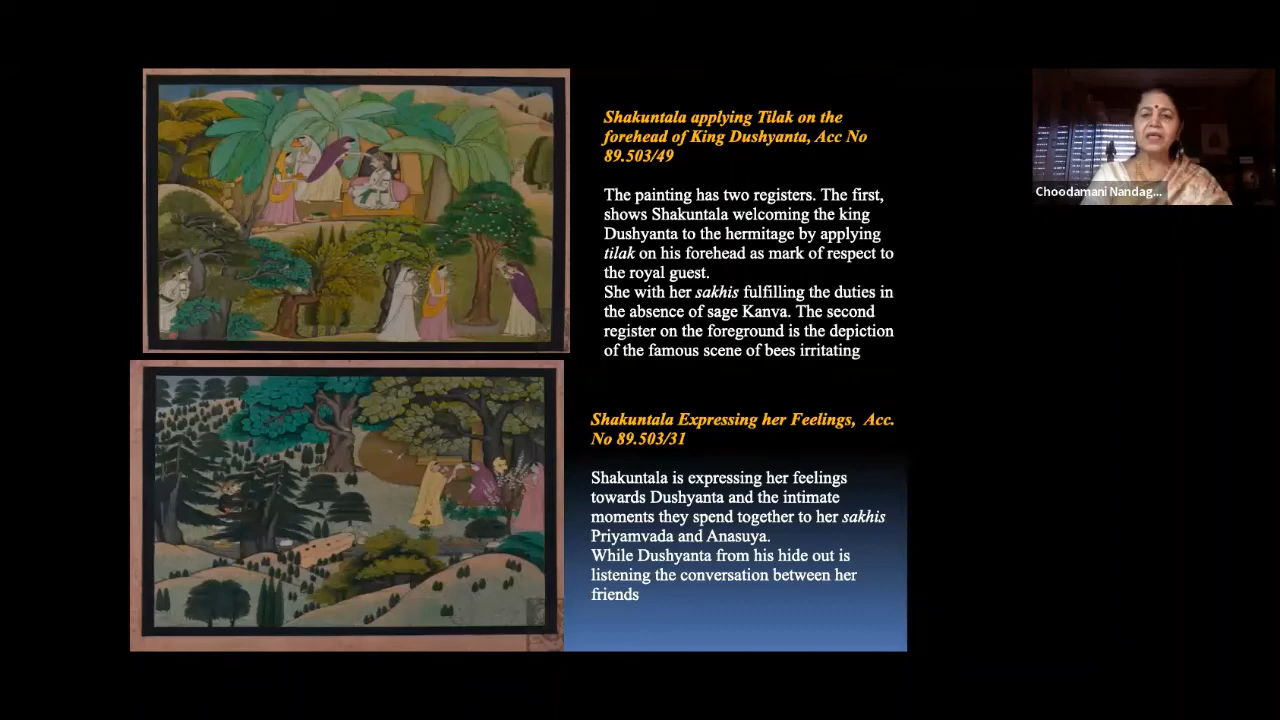 Shakuntala applying Tilak on the
forehead of King Dushyanta, Acc No
89.503/49
The painting has two registers. The first,
shows Shakuntala welcoming the king
Dushyanta to the hermitage by applying
tilak on his forehead as mark of respect to
the royal guest.
She with her sakhis fulfilling the duties in
the absence of sage Kanva. The second
register on the foreground is the depiction
of the famous scene of bees irritating
Shakuntala Expressing her Feelings, Acc.
No 89.503/31
Shakuntala is expressing her feelings
towards Dushyanta and the intimate
moments they spend together to her sakhis
Priyamvada and Anasuya.
While Dushyanta from his hide out is
listening the conversation between her
friends
Choodamani Nandag...